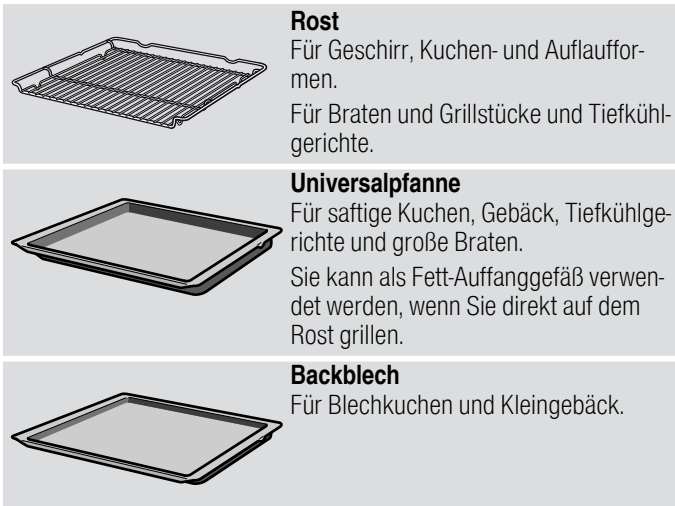 Rost
Für Geschirr, Kuchen- und Auflauffor-
men.
Für Braten und Grillstücke und Tiefkühl-
gerichte.
Universalpfanne
Für saftige Kuchen, Gebäck, Tiefkühlge-
richte und große Braten.
Sie kann als Fett-Auffanggefäß verwen-
det werden, wenn Sie direkt auf dem
Rost grillen.
Backblech
Für Blechkuchen und Kleingebäck.